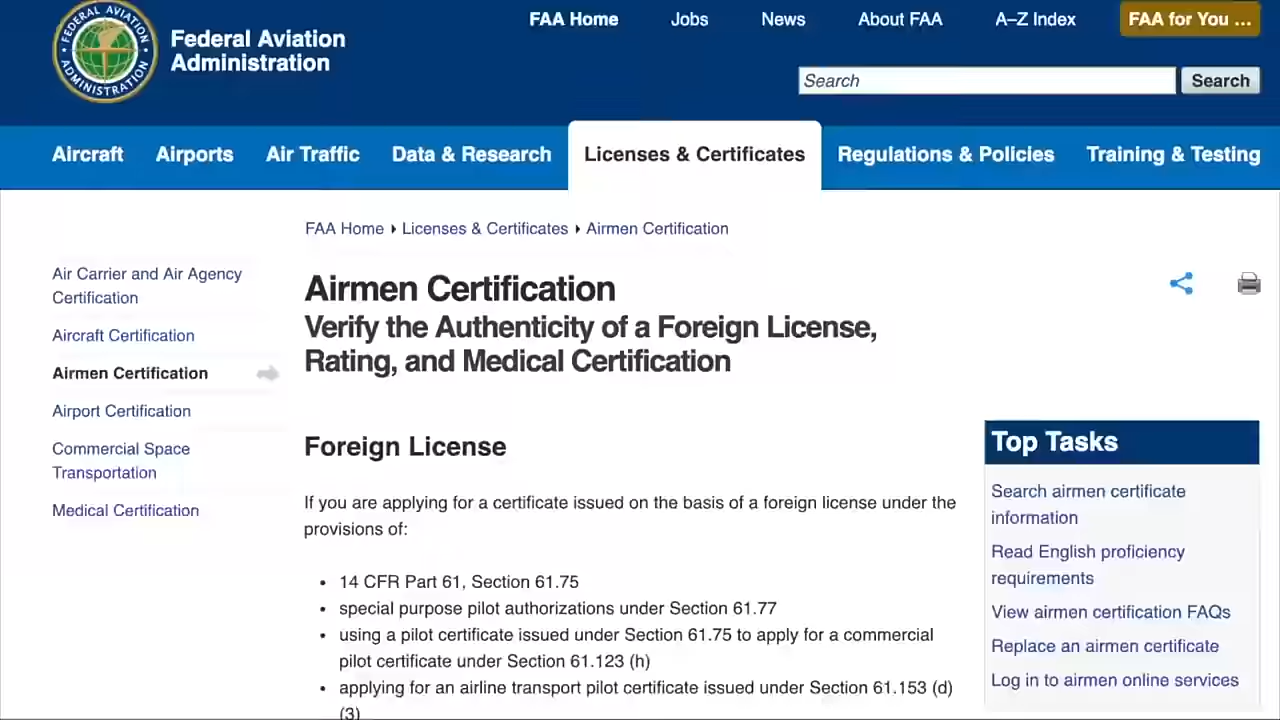 FEDERAL AVIATION ADMINISTRATION
Federal Aviation
Administration
FAA Home
Jobs
News
About FAA
A–Z Index
FAA for You ...
Search
Search
Aircraft
Airports
Air Traffic
Data & Research
Licenses & Certificates
Regulations & Policies
Training & Testing
FAA Home
Licenses & Certificates
Airmen Certification
Air Carrier and Air Agency
Certification
Aircraft Certification
Airmen Certification
Airport Certification
Commercial Space
Transportation
Medical Certification
Airmen Certification
Verify the Authenticity of a Foreign License,
Rating, and Medical Certification
Foreign License
If you are applying for a certificate issued on the basis of a foreign license under the
provisions of:
• 14 CFR Part 61, Section 61.75
• special purpose pilot authorizations under Section 61.77
• using a pilot certificate issued under Section 61.75 to apply for a commercial
pilot certificate under Section 61.123 (h)
• applying for an airline transport pilot certificate issued under Section 61.153 (d)
(3)
Top Tasks
Search airmen certificate
information
Read English proficiency
requirements
View airmen certification FAQs
Replace an airmen certificate
Log in to airmen online services